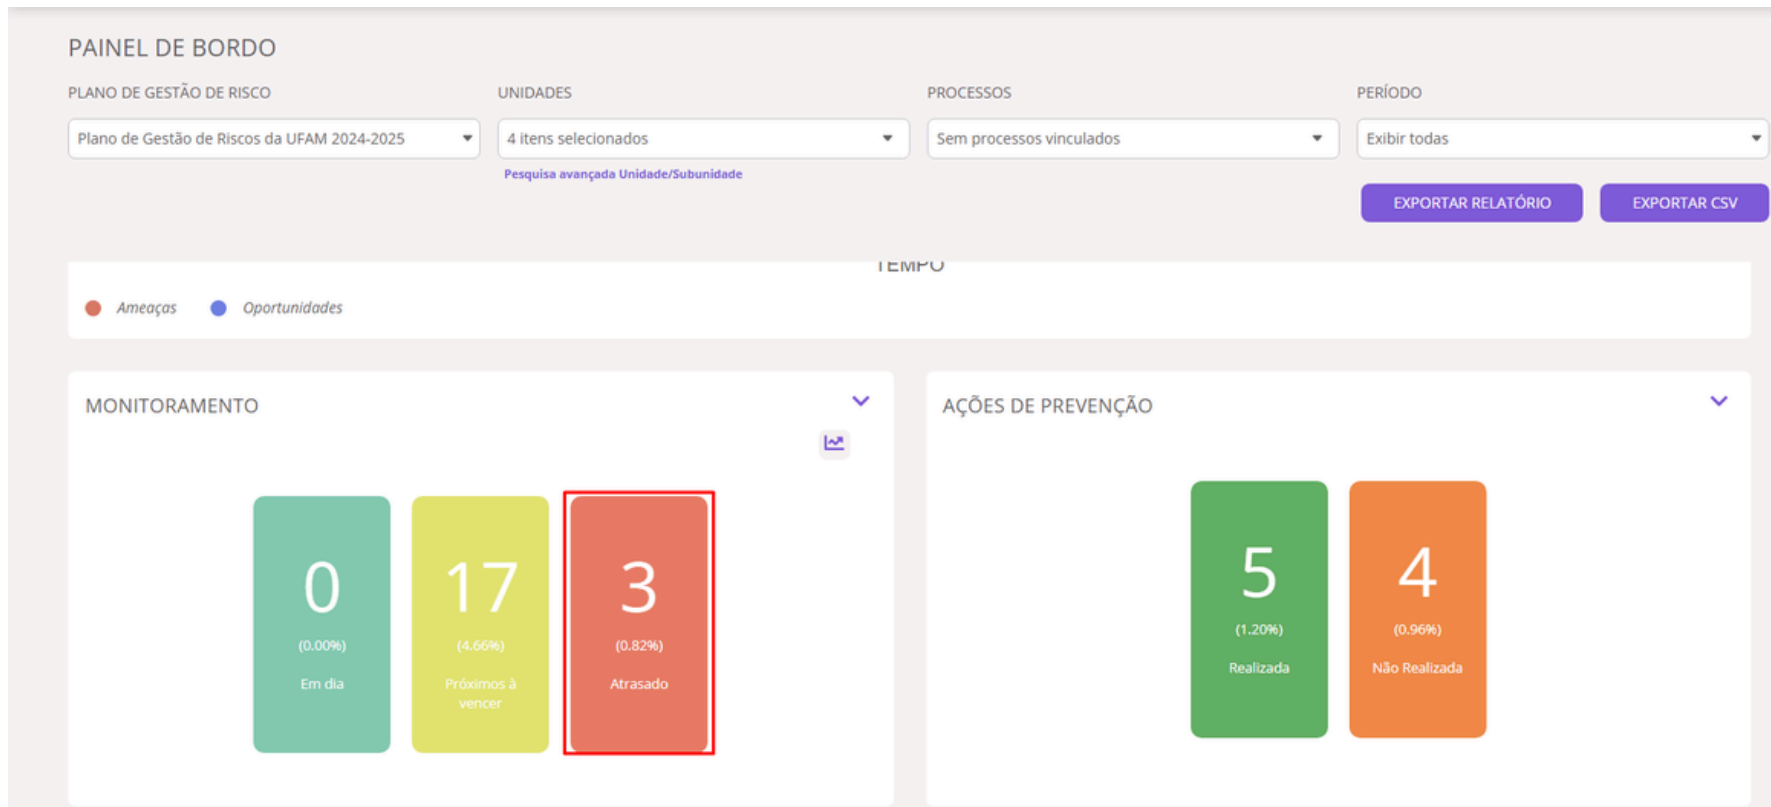 PAINEL DE BORDO
PLANO DE GESTÃO DE RISCO
UNIDADES
PROCESSOS
PERÍODO
Plano de Gestão de Riscos da UFAM 2024-2025
4 itens selecionados
Sem processos vinculados
Exibir todas
Pesquisa avançada Unidade/Subunidade
EXPORTAR RELATÓRIO
EXPORTAR CSV
TEMPO
Ameaças
Oportunidades
MONITORAMENTO
0
(0.00%)
Em dia
17
(4.66%)
Próximos à
vencer
3
(0.82%)
Atrasado
AÇÕES DE PREVENÇÃO
5
(1.20%)
Realizada
4
(0.96%)
Não Realizada